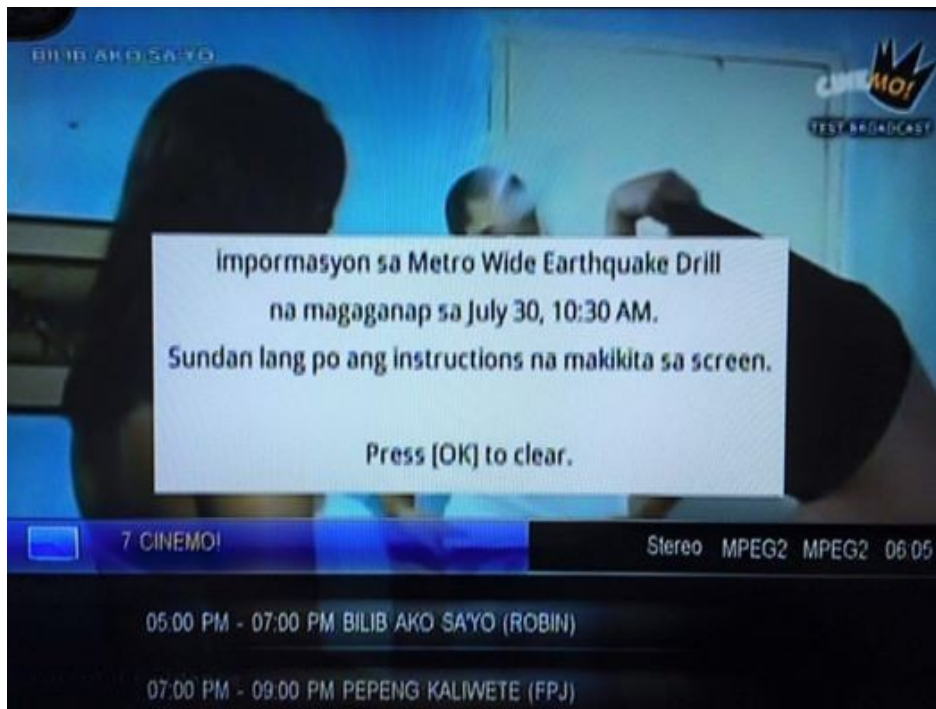 BILIB AKO SA'YO
CINEMO!
TEST BROADCAST
impormasyon sa Metro Wide Earthquake Drill
na magaganap sa July 30, 10:30 AM.
Sundan lang po ang instructions na makikita sa screen.
Press [OK] to clear.
7 CINEMO!
Stereo MPEG2 MPEG2 06:05
05:00 PM - 07:00 PM BILIB AKO SA'YO (ROBIN)
07:00 PM - 09:00 PM PEPENG KALIWETE (FPJ)